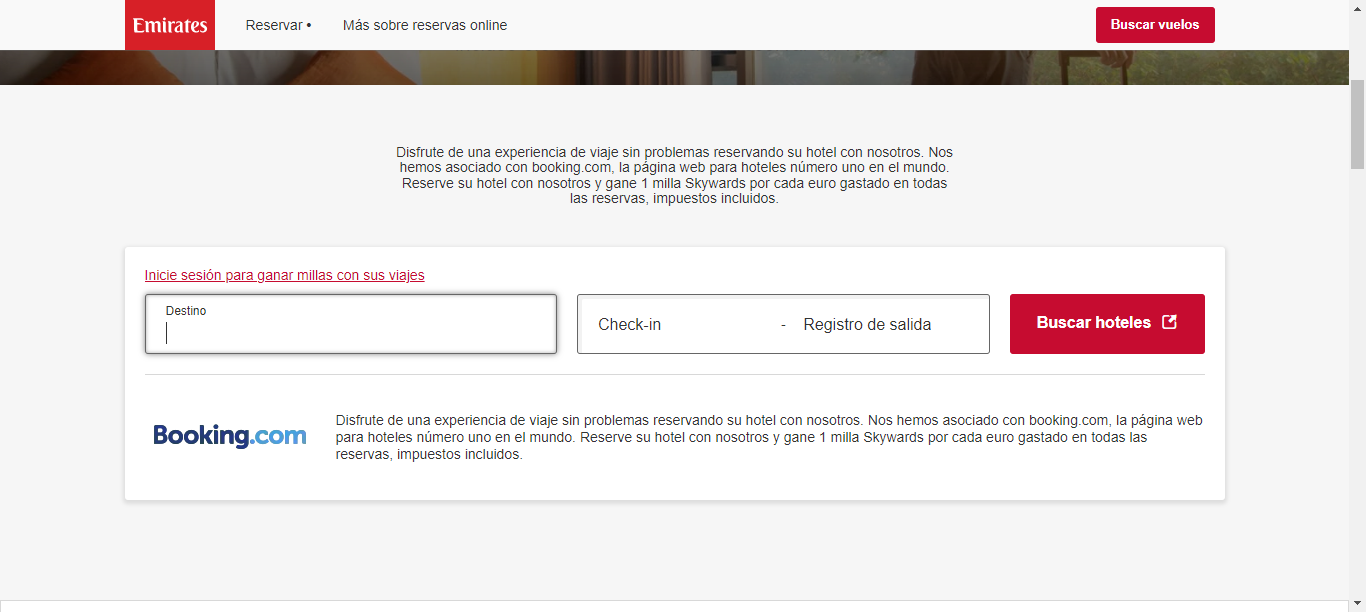 Emirates
Reservar •
Más sobre reservas online
Buscar vuelos
Disfrute de una experiencia de viaje sin problemas reservando su hotel con nosotros. Nos
hemos asociado con booking.com, la página web para hoteles número uno en el mundo.
Reserve su hotel con nosotros y gane 1 milla Skywards por cada euro gastado en todas
las reservas, impuestos incluidos.
Inicie sesión para ganar millas con sus viajes
Destino
Check-in - Registro de salida
Buscar hoteles
Booking.com
Disfrute de una experiencia de viaje sin problemas reservando su hotel con nosotros. Nos hemos asociado con booking.com, la página web
para hoteles número uno en el mundo. Reserve su hotel con nosotros y gane 1 milla Skywards por cada euro gastado en todas las
reservas, impuestos incluidos.